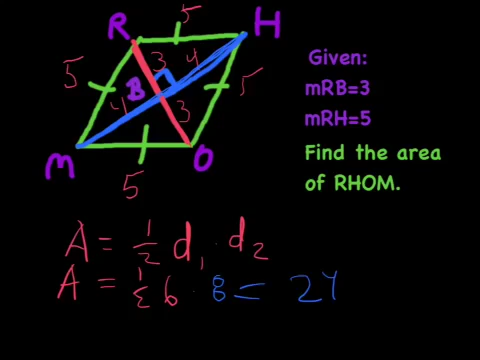 5
R
H
3
4
5
B
5
4
3
M
O
5
Given:
mRB=3
mRH=5
Find the area
of RHOM.
A = 1/2 d₁ · d₂
A = 1/2 6 · 8 = 24